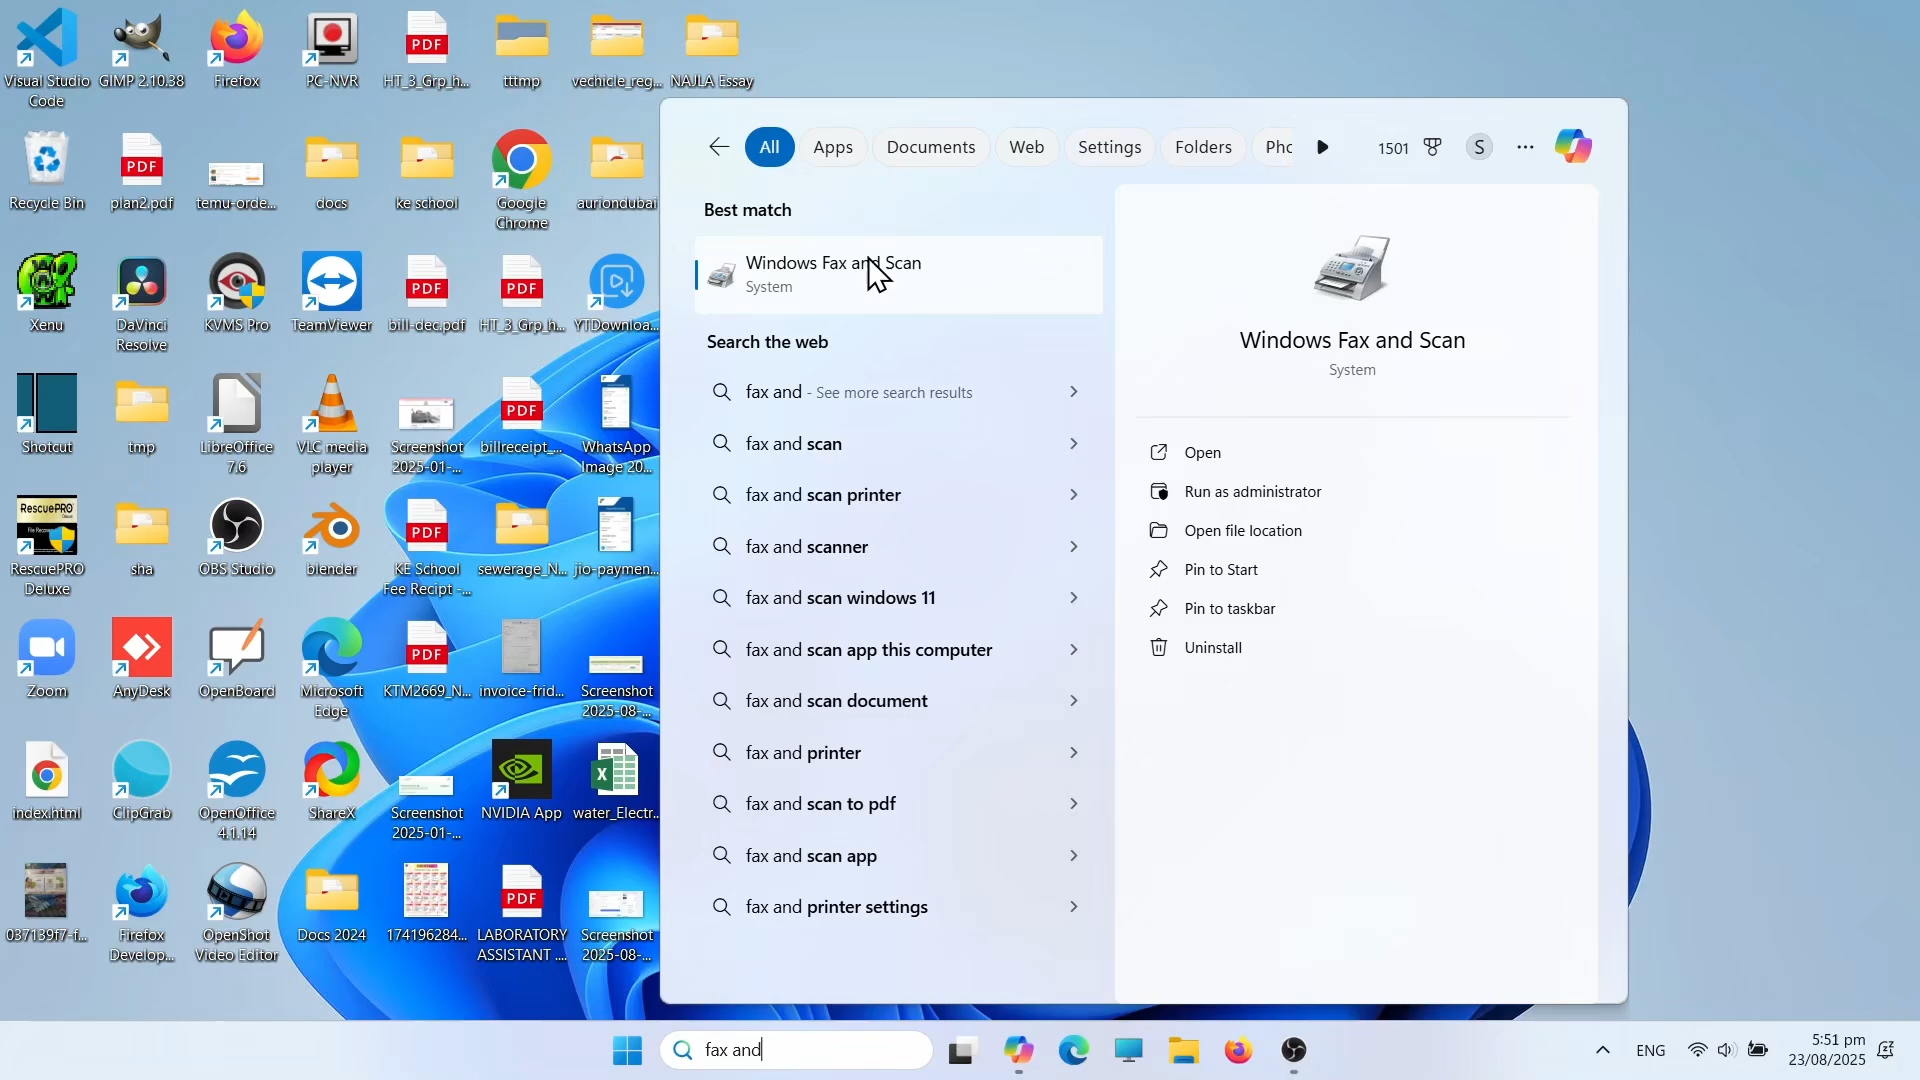 Visual Studio
Code
GIMP 2.10.38
Firefox
PC-NVR
HT_3_Grp_h...
tttmp
vechicle_reg...
NAJLA Essay
Recycle Bin
plan2.pdf
temu-orde...
docs
ke school
Google
Chrome
auriondubai
Xenu
DaVinci
Resolve
KVMS Pro
TeamViewer
bill-dec.pdf
HT_3_Grp_h...
YTDownloa...
Shotcut
tmp
LibreOffice
7.6
VLC media
player
Screenshot
2025-01-...
billreceipt_...
WhatsApp
Image 20...
RescuePRO
Deluxe
sha
OBS Studio
blender
KE School
Fee Recipt -...
sewerage_N...
jio-paymen...
Zoom
AnyDesk
OpenBoard
Microsoft
Edge
KTM2669_N...
invoice-frid...
Screenshot
2025-08-...
index.html
ClipGrab
OpenOffice
4.1.14
ShareX
Screenshot
2025-01-...
NVIDIA App
water_Electr...
037139f7-f...
Firefox
Develop...
OpenShot
Video Editor
Docs 2024
174196284...
LABORATORY
ASSISTANT ....
Screenshot
2025-08-...
All Apps Documents Web Settings Folders Phc 1501 S
Best match
Windows Fax and Scan
System
Search the web
fax and - See more search results
fax and scan
fax and scan printer
fax and scanner
fax and scan windows 11
fax and scan app this computer
fax and scan document
fax and printer
fax and scan to pdf
fax and scan app
fax and printer settings
Windows Fax and Scan
System
Open
Run as administrator
Open file location
Pin to Start
Pin to taskbar
Uninstall
fax and
ENG
5:51 pm
23/08/2025